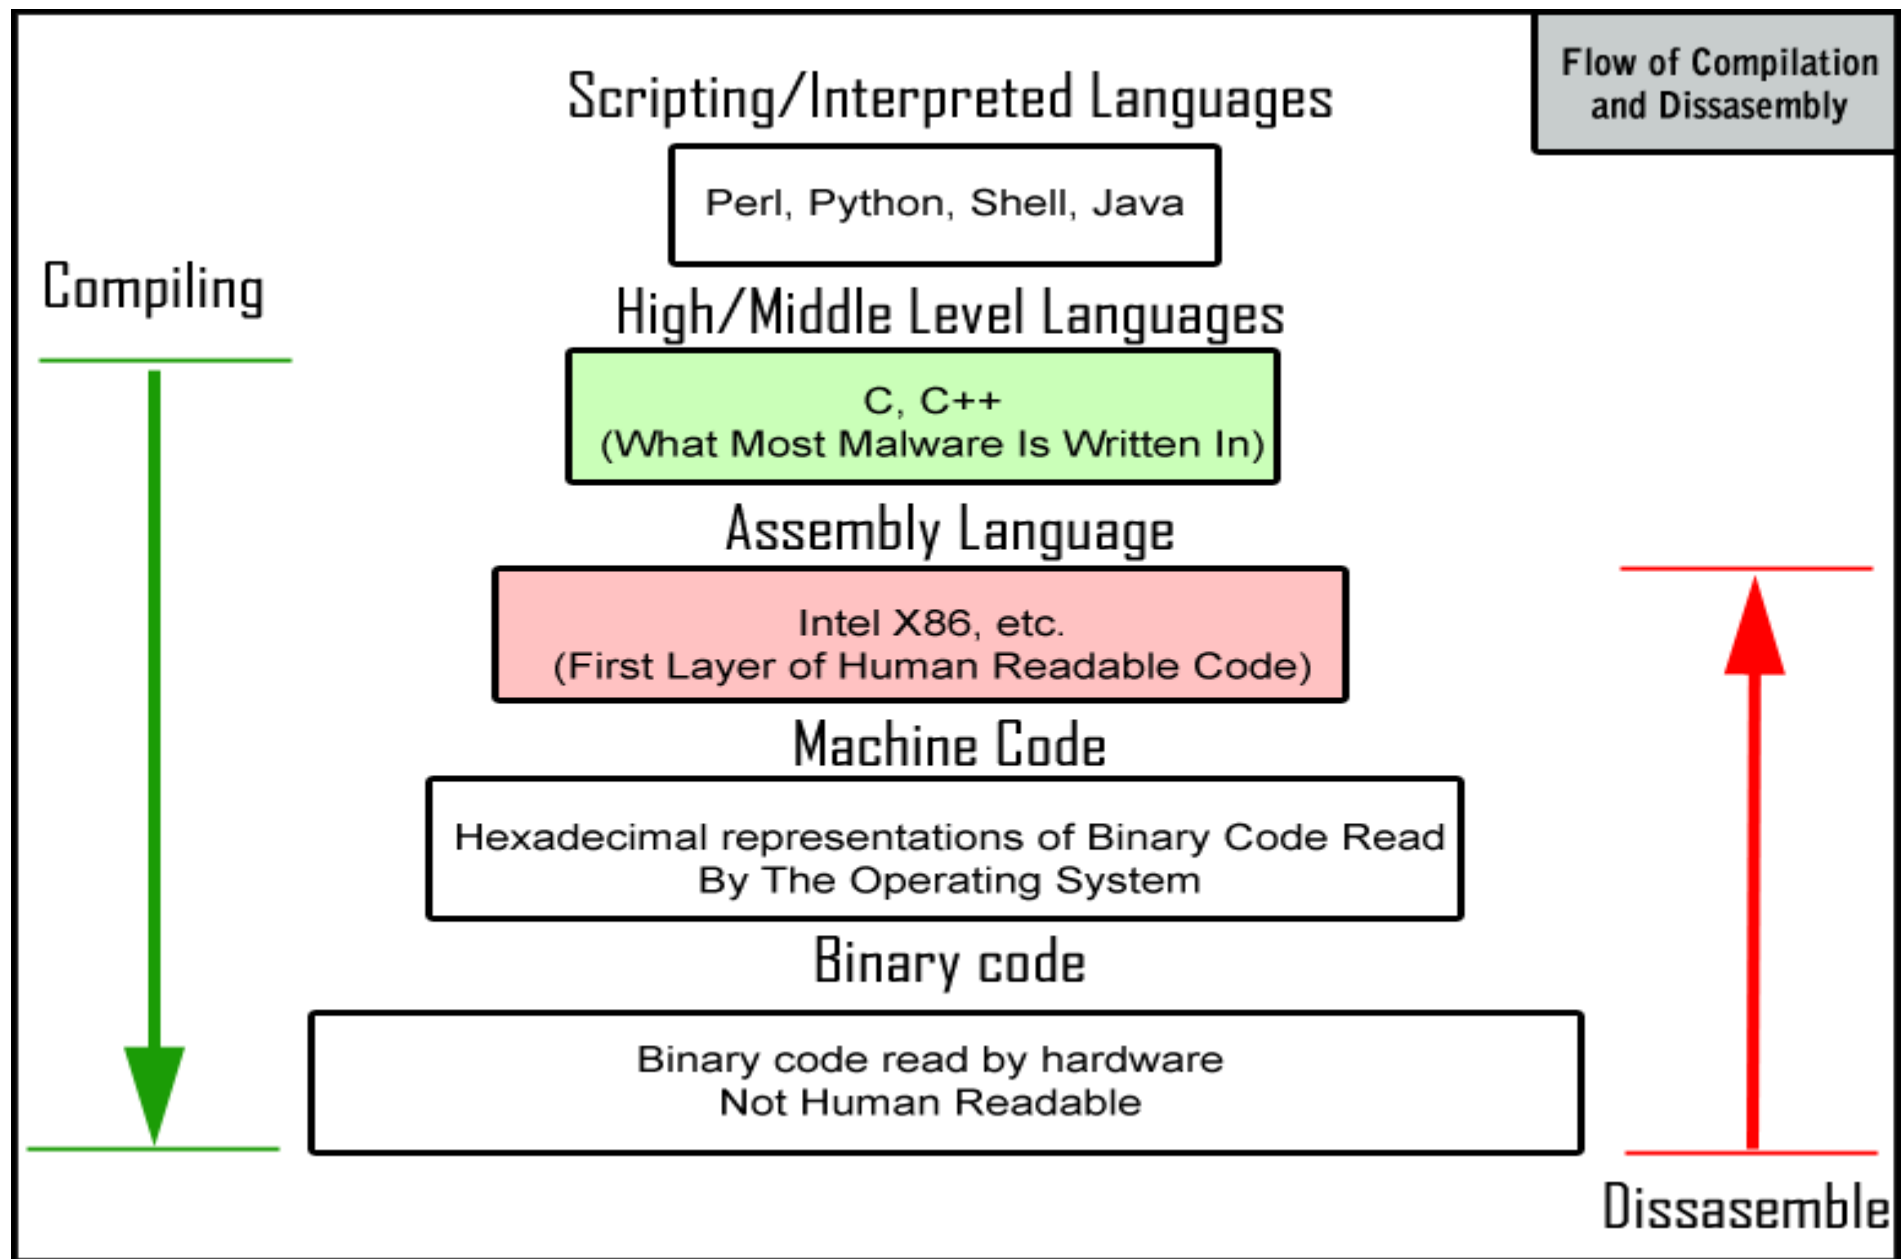 Flow of Compilation
and Dissasembly
Scripting/Interpreted Languages
Perl, Python, Shell, Java
Compiling
High/Middle Level Languages
C, C++
(What Most Malware Is Written In)
Assembly Language
Intel X86, etc.
(First Layer of Human Readable Code)
Machine Code
Hexadecimal representations of Binary Code Read
By The Operating System
Binary code
Binary code read by hardware
Not Human Readable
Dissasemble